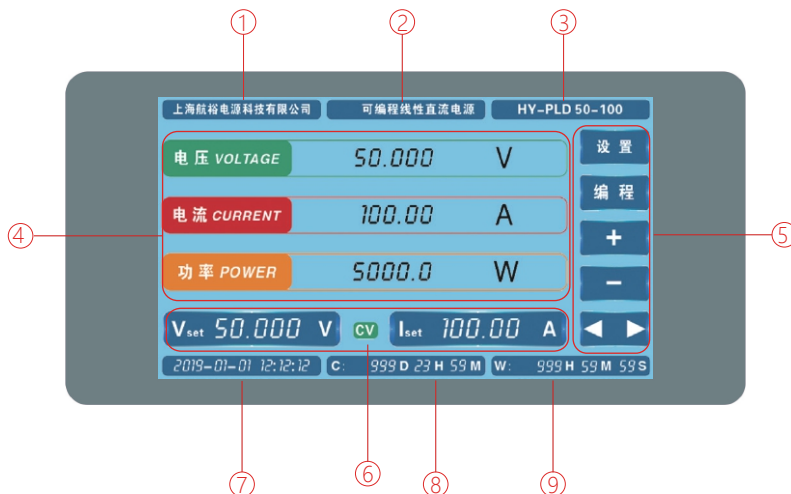 ① ② ③
上海航裕电源科技有限公司 可编程线性直流电源 HY-PLD 50-100
电压 VOLTAGE 50.000 V
设置
编程
电流 CURRENT 100.00 A
+
④ ⑤
功率 POWER 5000.0 W
−
Vset 50.000 V CV Iset 100.00 A ◀ ▶
2019-01-01 12:12:12 C: 999 D 23 H 59 M W: 999 H 59 M 59 S
⑦ ⑥ ⑧ ⑨